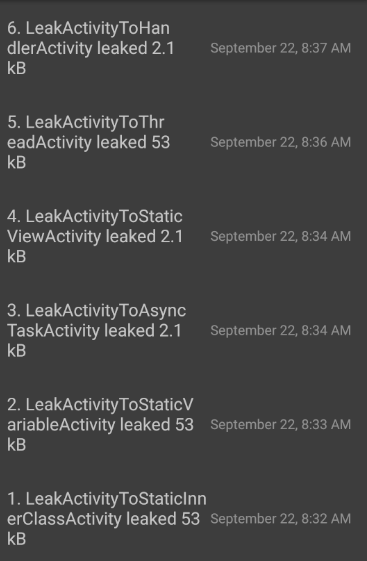 6. LeakActivityToHan
dlerActivity leaked 2.1
kB
September 22, 8:37 AM
5. LeakActivityToThr
eadActivity leaked 53
kB
September 22, 8:36 AM
4. LeakActivityToStatic
ViewActivity leaked 2.1
kB
September 22, 8:34 AM
3. LeakActivityToAsync
TaskActivity leaked 2.1
kB
September 22, 8:34 AM
2. LeakActivityToStaticV
ariableActivity leaked 53
kB
September 22, 8:33 AM
1. LeakActivityToStaticInn
erClassActivity leaked 53
kB
September 22, 8:32 AM